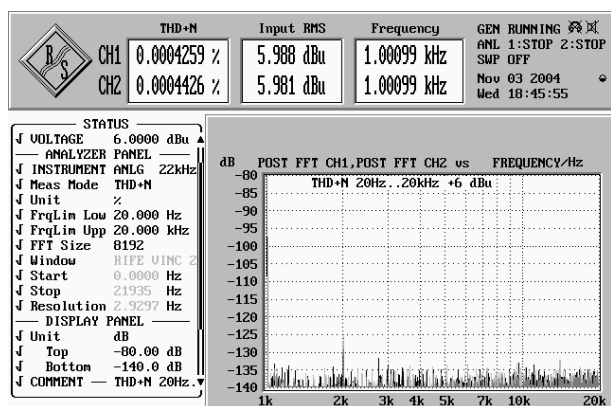 THD+N Input RMS Frequency
R S CH1 0.0004259 % 5.988 dBu 1.00099 kHz
CH2 0.0004426 % 5.981 dBu 1.00099 kHz
GEN RUNNING
ANL 1:STOP 2:STOP
SWP OFF
Nov 03 2004
Wed 18:45:55
STATUS
VOLTAGE 6.0000 dBu
ANALYZER PANEL
INSTRUMENT ANLG 22kHz
Meas Mode THD+N
Unit %
FrqLim Low 20.000 Hz
FrqLim Upp 20.000 kHz
FFT Size 8192
Window RIFE VINC 2
Start 0.0000 Hz
Stop 21935 Hz
Resolution 2.9297 Hz
DISPLAY PANEL
Unit dB
Top -80.00 dB
Bottom -140.0 dB
COMMENT — THD+N 20Hz.
dB POST FFT CH1,POST FFT CH2 vs FREQUENCY/Hz
THD+N 20Hz..20kHz +6 dBu
-80
-85
-90
-95
-100
-105
-110
-115
-120
-125
-130
-135
-140
1k 2k 3k 4k 5k 7k 10k 20k